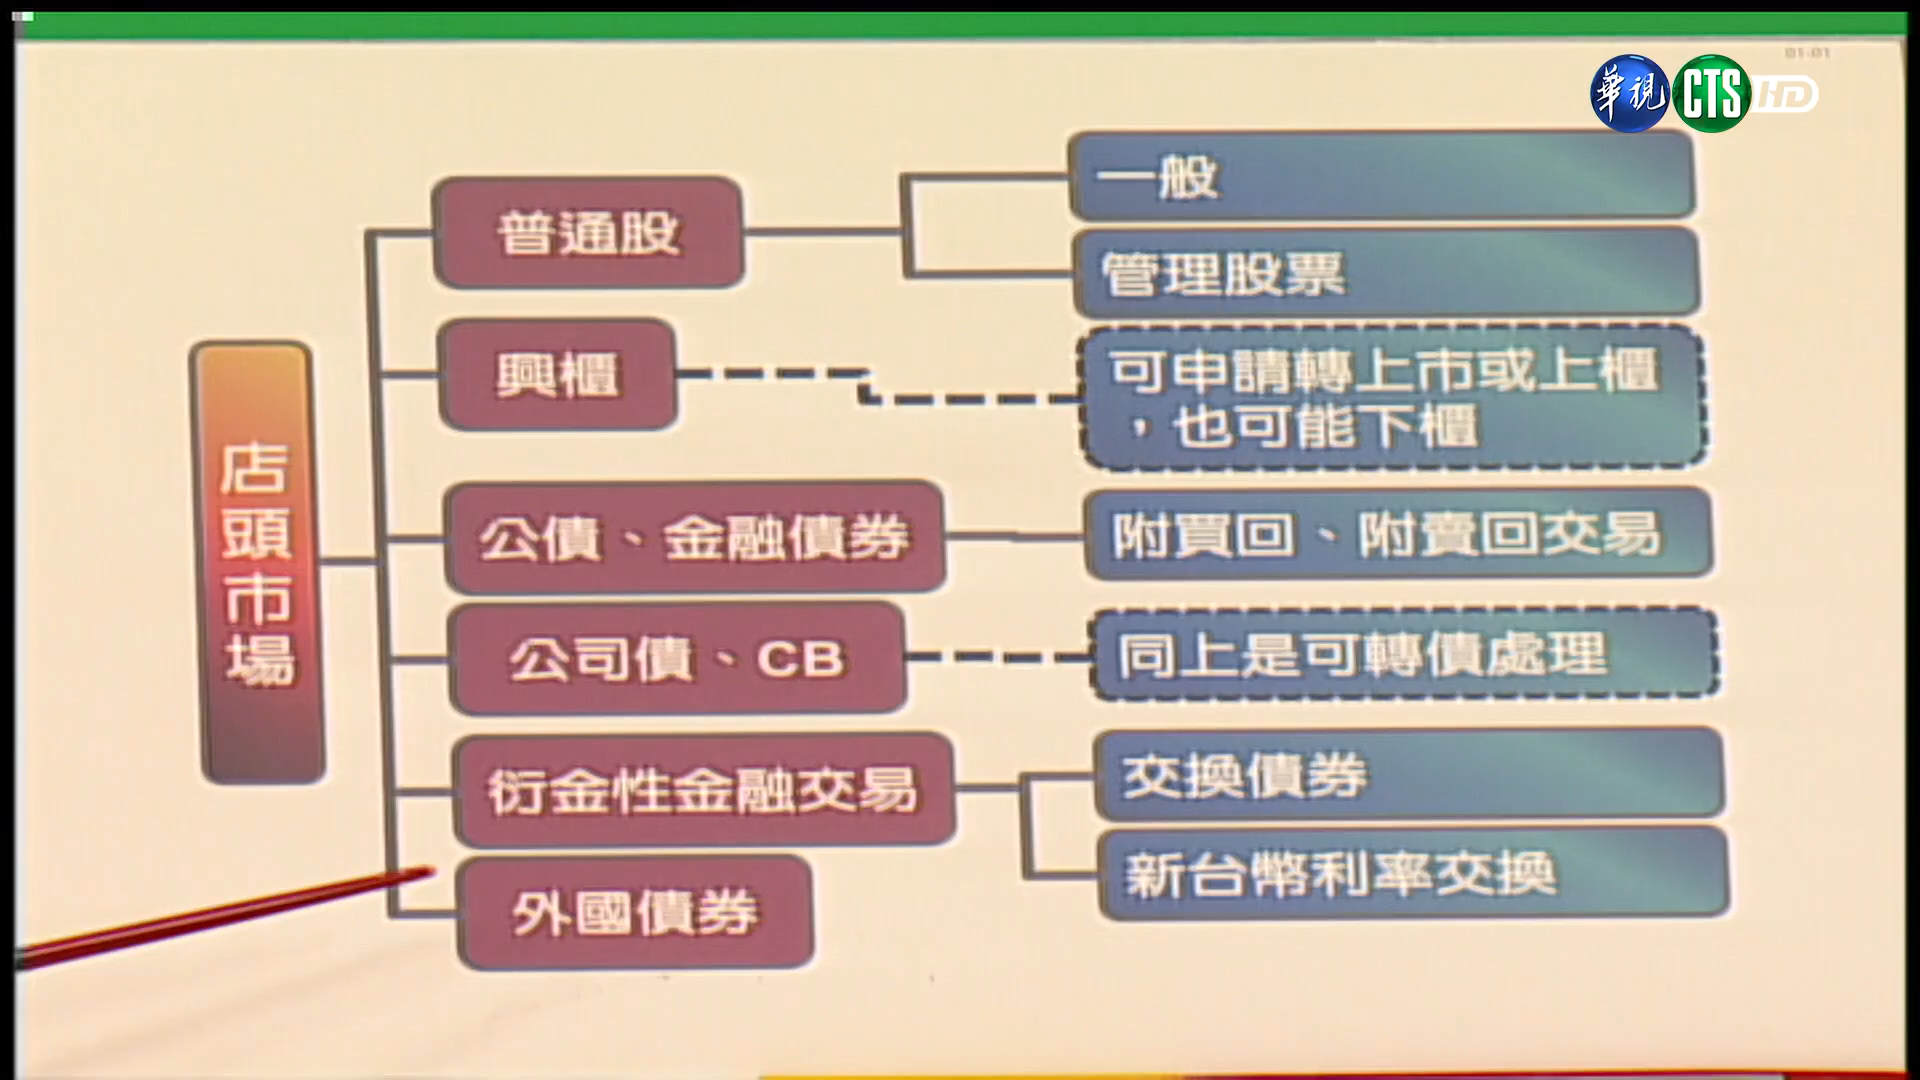 01-01
華視 CTS HD
店頭市場
普通股
一般
管理股票
興櫃
可申請轉上市或上櫃
，也可能下櫃
公債、金融債券
附買回、附賣回交易
公司債、CB
同上是可轉債處理
衍金性金融交易
交換債券
新台幣利率交換
外國債券